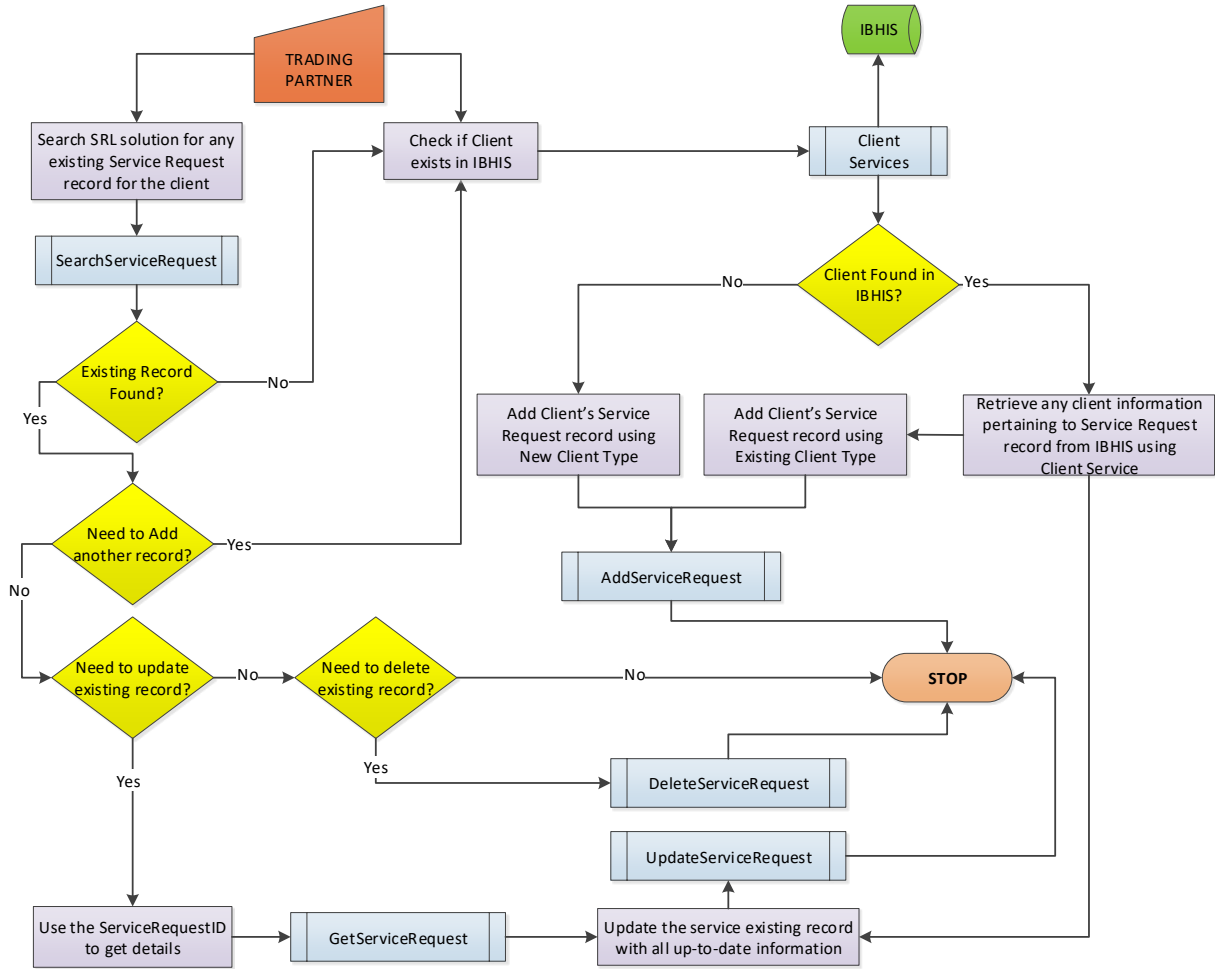 IBHIS
TRADING
PARTNER
Search SRL solution for any
existing Service Request
record for the client
Check if Client
exists in IBHIS
Client
Services
SearchServiceRequest
Client Found in
IBHIS?
No
Yes
Existing Record
Found?
No
Yes
Add Client's Service
Request record using
New Client Type
Add Client's Service
Request record using
Existing Client Type
Retrieve any client information
pertaining to Service Request
record from IBHIS using
Client Service
Need to Add
another record?
Yes
No
AddServiceRequest
Need to update
existing record?
No
Need to delete
existing record?
No
STOP
Yes
Yes
DeleteServiceRequest
UpdateServiceRequest
Use the ServiceRequestID
to get details
GetServiceRequest
Update the service existing record
with all up-to-date information